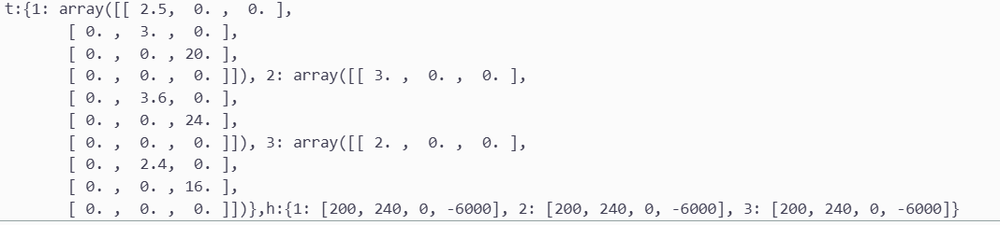 t:{1: array([[ 2.5,  0. ,  0. ],
       [ 0. ,  3. ,  0. ],
       [ 0. ,  0. , 20. ],
       [ 0. ,  0. ,  0. ]]), 2: array([[ 3. ,  0. ,  0. ],
       [ 0. ,  3.6,  0. ],
       [ 0. ,  0. , 24. ],
       [ 0. ,  0. ,  0. ]]), 3: array([[ 2. ,  0. ,  0. ],
       [ 0. ,  2.4,  0. ],
       [ 0. ,  0. , 16. ],
       [ 0. ,  0. ,  0. ]])},h:{1: [200, 240, 0, -6000], 2: [200, 240, 0, -6000], 3: [200, 240, 0, -6000]}